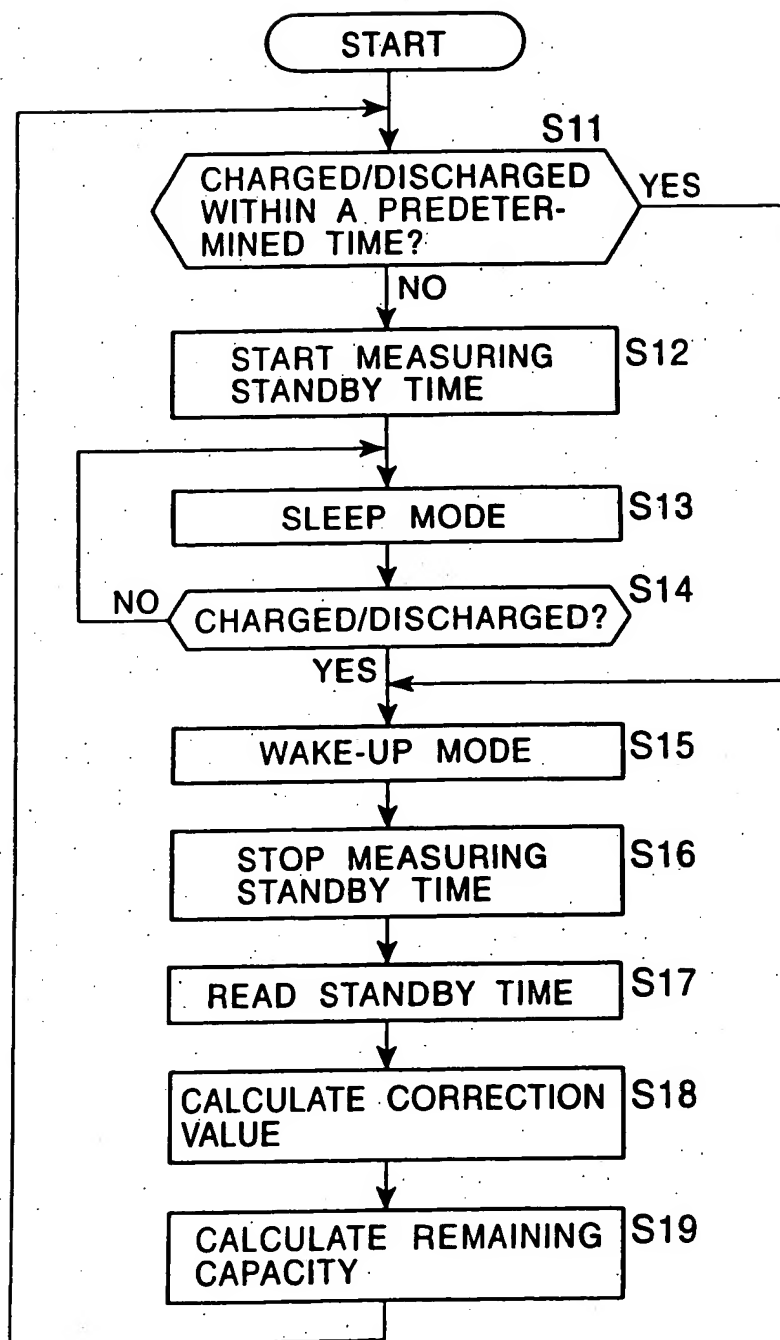 START
S11
CHARGED/DISCHARGED
WITHIN A PREDETER-
MINED TIME?
YES
NO
START MEASURING
STANDBY TIME
S12
SLEEP MODE
S13
NO
CHARGED/DISCHARGED?
S14
YES
WAKE-UP MODE
S15
STOP MEASURING
STANDBY TIME
S16
READ STANDBY TIME
S17
CALCULATE CORRECTION
VALUE
S18
CALCULATE REMAINING
CAPACITY
S19